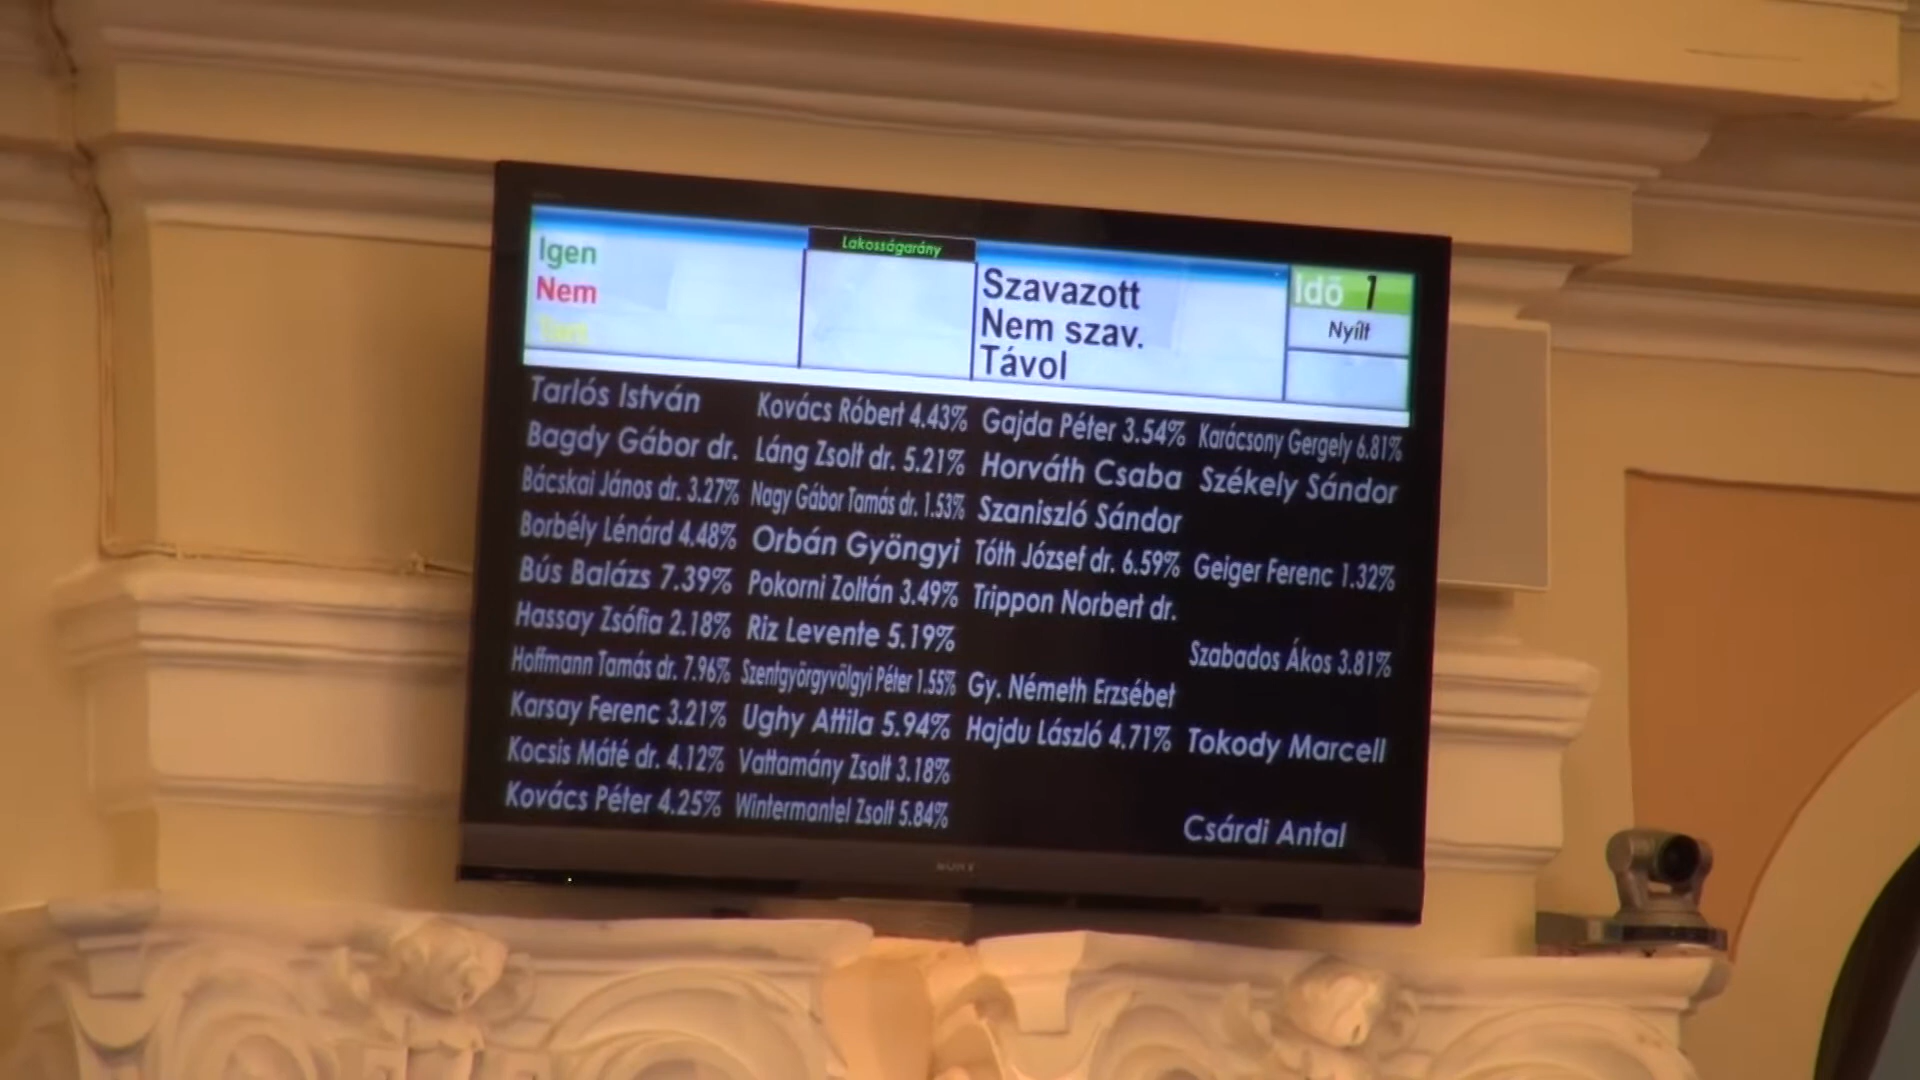 Igen
Nem
Tart
Lakosságarány
Szavazott
Nem szav.
Távol
Idő 1
Nyílt
Tarlós István
Bagdy Gábor dr.
Bácskai János dr. 3.27%
Borbély Lénárd 4.48%
Bús Balázs 7.39%
Hassay Zsófia 2.18%
Hoffmann Tamás dr. 7.96%
Karsay Ferenc 3.21%
Kocsis Máté dr. 4.12%
Kovács Péter 4.25%
Kovács Róbert 4.43%
Láng Zsolt dr. 5.21%
Nagy Gábor Tamás dr. 1.53%
Orbán Gyöngyi
Pokorni Zoltán 3.49%
Riz Levente 5.19%
Szentgyörgyvölgyi Péter 1.55%
Ughy Attila 5.94%
Vattamány Zsolt 3.18%
Wintermantel Zsolt 5.84%
Gajda Péter 3.54%
Horváth Csaba
Szaniszló Sándor
Tóth József dr. 6.59%
Trippon Norbert dr.
Gy. Németh Erzsébet
Hajdu László 4.71%
Karácsony Gergely 6.81%
Székely Sándor
Geiger Ferenc 1.32%
Szabados Ákos 3.81%
Tokody Marcell
Csárdi Antal
SONY